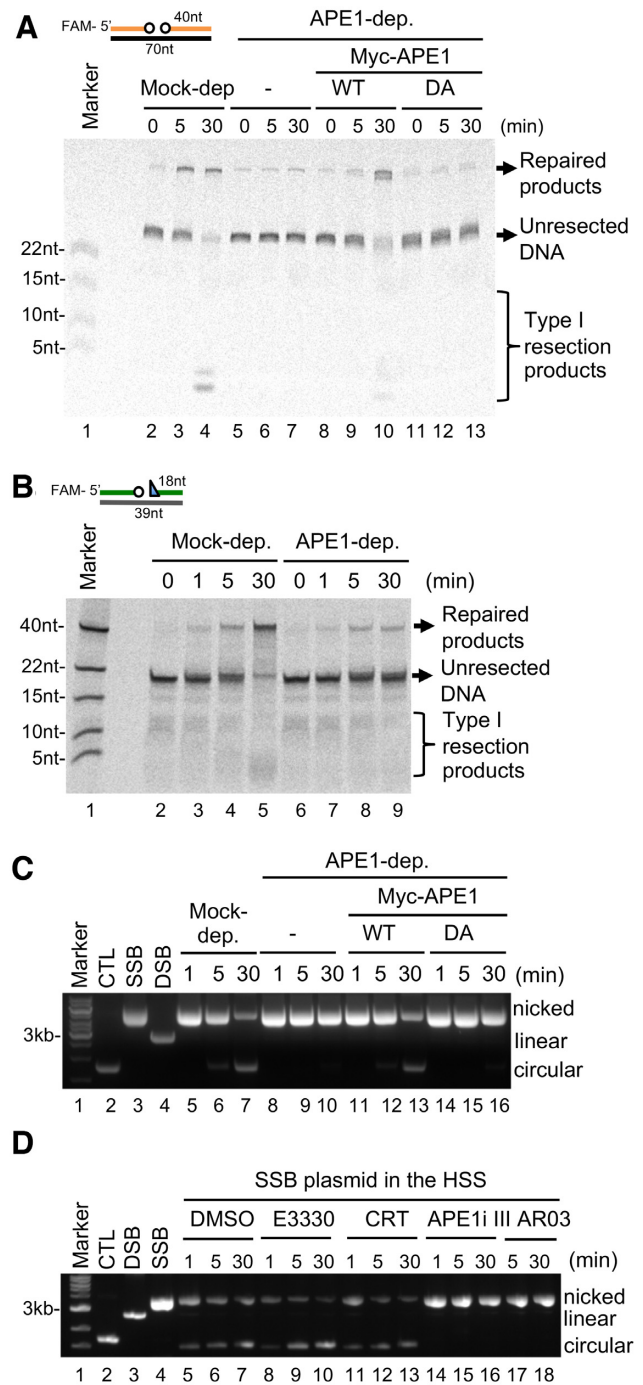 A
FAM- 5'
40nt
70nt
APE1-dep.
Myc-APE1
Marker
Mock-dep
-
WT
DA
0 5 30 0 5 30 0 5 30 0 5 30 (min)
Repaired
products
Unresected
DNA
22nt-
15nt-
10nt-
5nt-
Type I
resection
products
1 2 3 4 5 6 7 8 9 10 11 12 13
B
FAM- 5'
18nt
39nt
Marker
Mock-dep. APE1-dep.
0 1 5 30 0 1 5 30 (min)
40nt-
Repaired
products
22nt-
Unresected
DNA
15nt-
10nt-
5nt-
Type I
resection
products
1 2 3 4 5 6 7 8 9
C
APE1-dep.
Myc-APE1
Mock-
dep.
-
WT
DA
Marker
CTL
SSB
DSB
1 5 30 1 5 30 1 5 30 1 5 30 (min)
nicked
3kb-
linear
circular
1 2 3 4 5 6 7 8 9 10 11 12 13 14 15 16
D
SSB plasmid in the HSS
DMSO E3330 CRT APE1i III AR03
Marker
CTL
DSB
SSB
1 5 30 1 5 30 1 5 30 1 5 30 5 30 (min)
nicked
3kb-
linear
circular
1 2 3 4 5 6 7 8 9 10 11 12 13 14 15 16 17 18